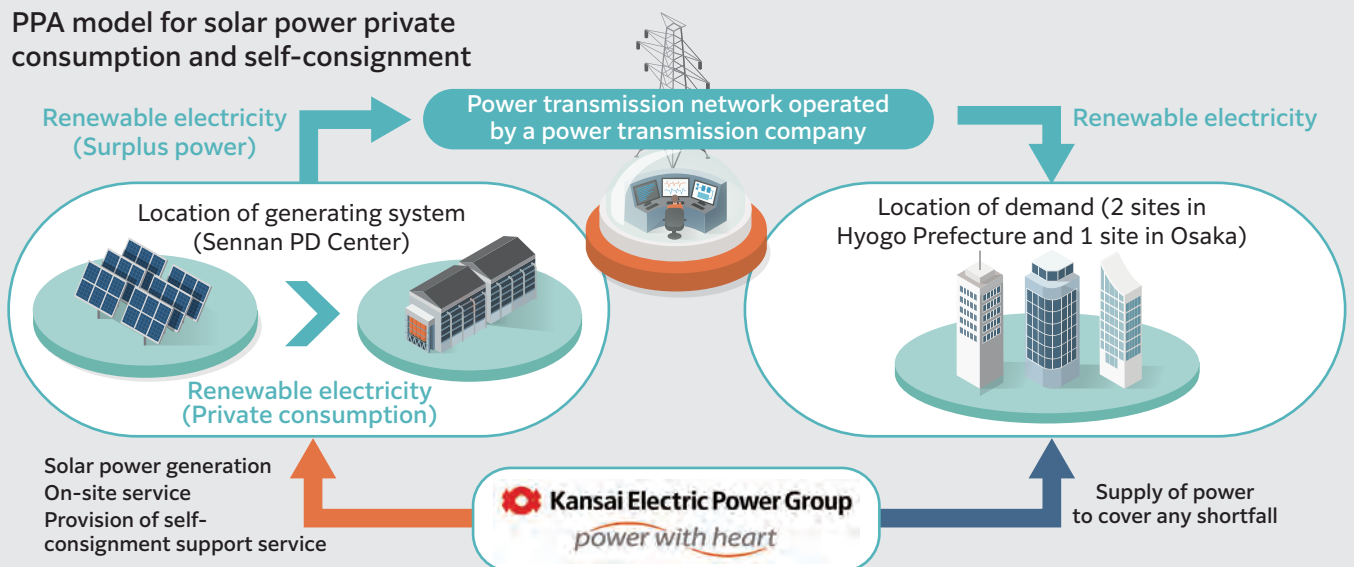 PPA model for solar power private
consumption and self-consignment
Renewable electricity
(Surplus power)
Power transmission network operated
by a power transmission company
Renewable electricity
Location of generating system
(Sennan PD Center)
Renewable electricity
(Private consumption)
Location of demand (2 sites in
Hyogo Prefecture and 1 site in Osaka)
Solar power generation
On-site service
Provision of self-
consignment support service
Kansai Electric Power Group
power with heart
Supply of power
to cover any shortfall